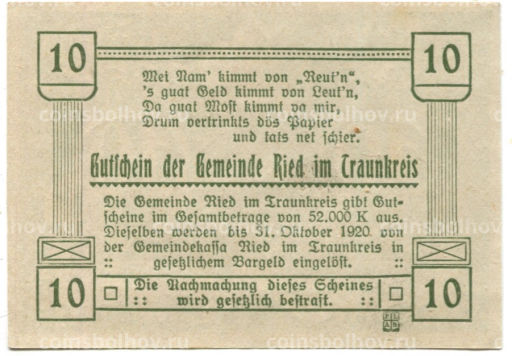 10
10
Mei Nam' kimmt von „Reut'n“,
's guat Geld kimmt von Leut'n,
Da guat Most kimmt va mir,
Drum vertrinkts dös Papier
und tats net schier.
Gutschein der Gemeinde Ried im Traunkreis
Die Gemeinde Ried im Traunkreis gibt Gut-
scheine im Gesamtbetrage von 52.000 K aus.
Dieselben werden bis 31. Oktober 1920 von
der Gemeindekassa Ried im Traunkreis in
:: gesetzlichem Bargeld eingelöst. ::
10
Die Nachmachung dieses Scheines
:: wird gesetzlich bestraft. ::
10
coinsbolhov.ru